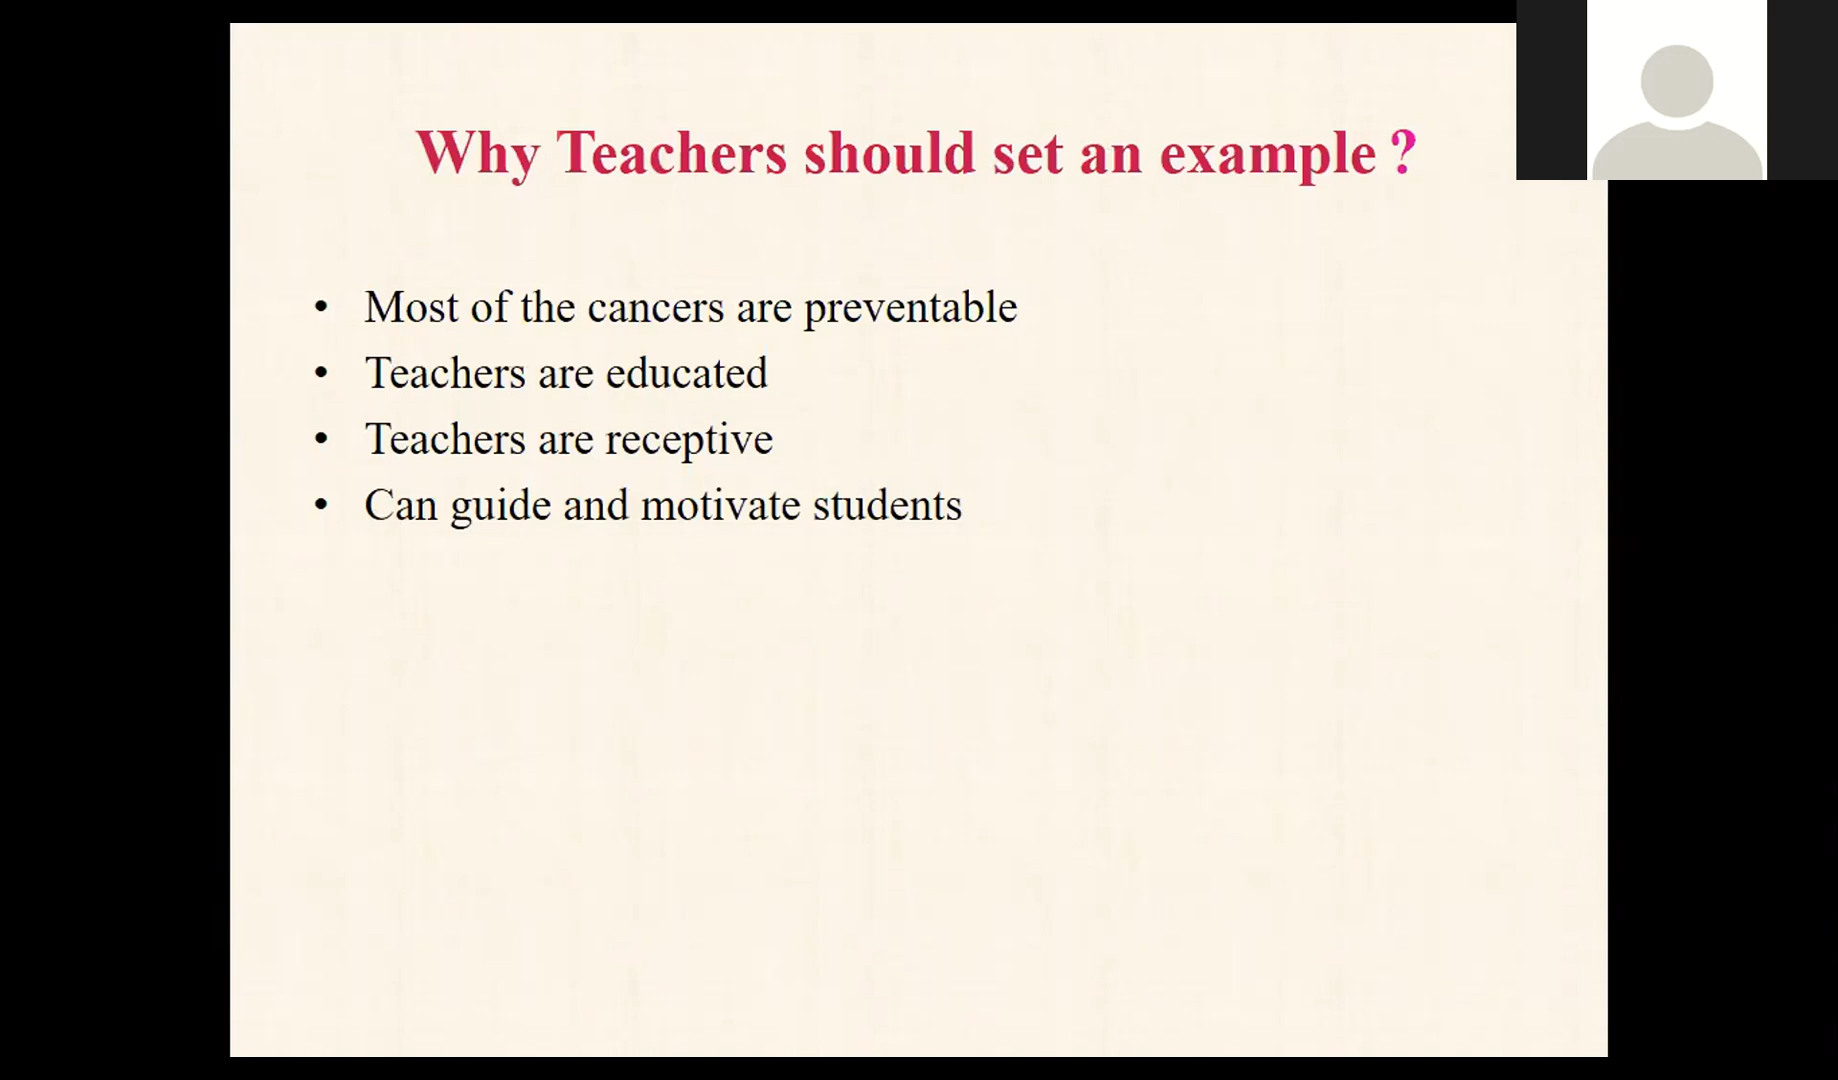 Why Teachers should set an example ?
• Most of the cancers are preventable
• Teachers are educated
• Teachers are receptive
• Can guide and motivate students